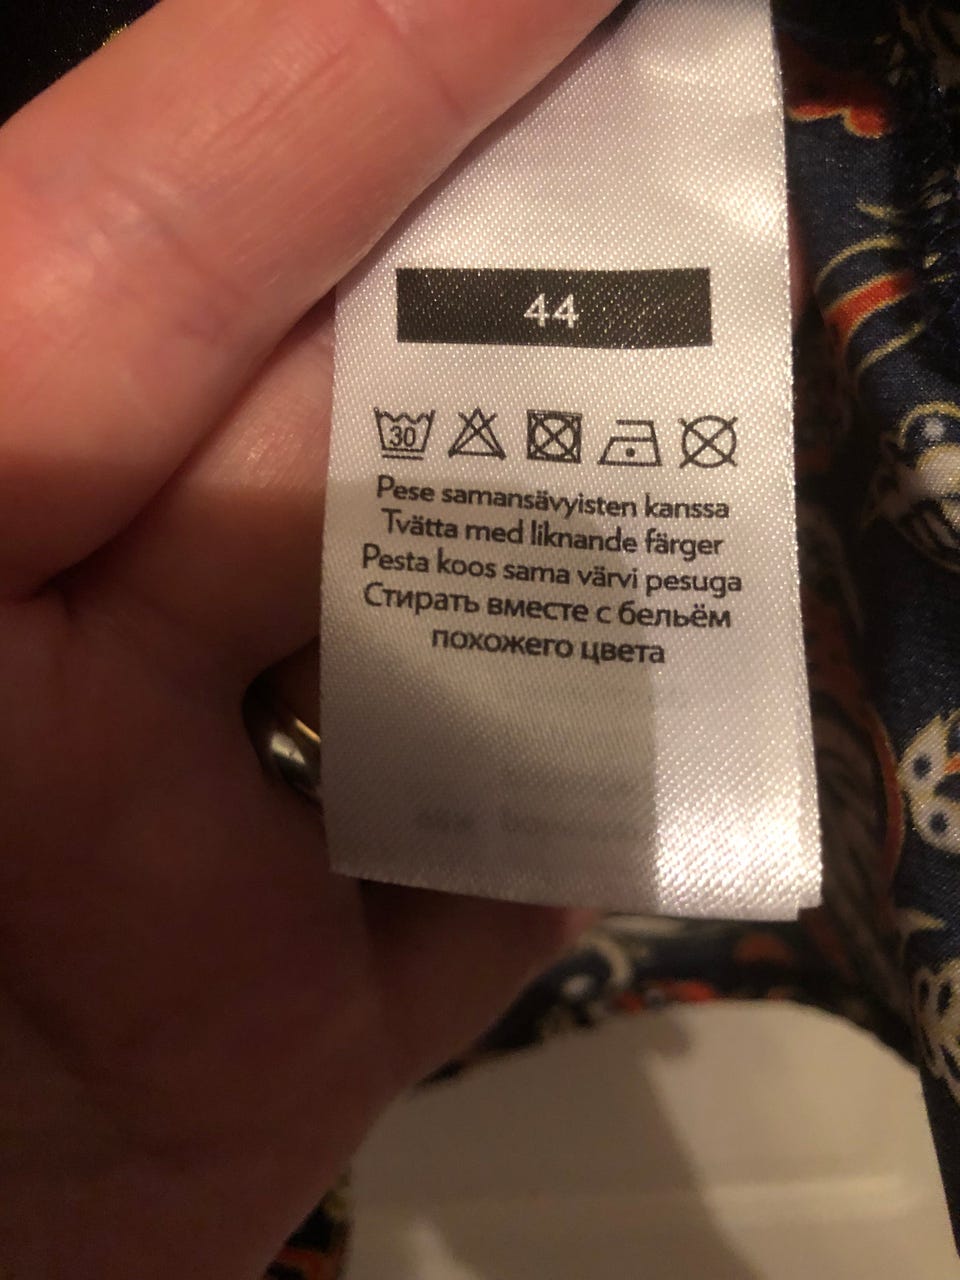 44
30
Pese samansävyisten kanssa
Tvätta med liknande färger
Pesta koos sama värvi pesuga
Стирать вместе с бельём
похожего цвета